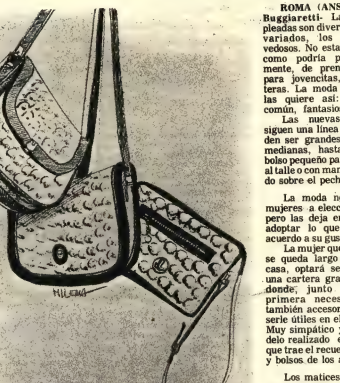 MILENA
ROMA (ANS
Buggiaretti- La
pleadas son diver
variados, los
vedosos. No esta
como podría p
mente, de pren
para jovencitas,
teras. La moda
las quiere así:
común, fantasio
Las nuevas
siguen una línea
den ser grandes
medianas, hasta
bolso pequeño pa
al talle o con man
do sobre el pech
La moda n
mujeres a elecc
pero las deja en
adoptar lo que
acuerdo a su gus
La mujer que
se queda largo
casa, optará se
una cartera gra
donde, junto
primera neces
también accesor
serle útiles en el
Muy simpático y
delo realizado e
que trae el recue
y bolsos de los a
Los matices